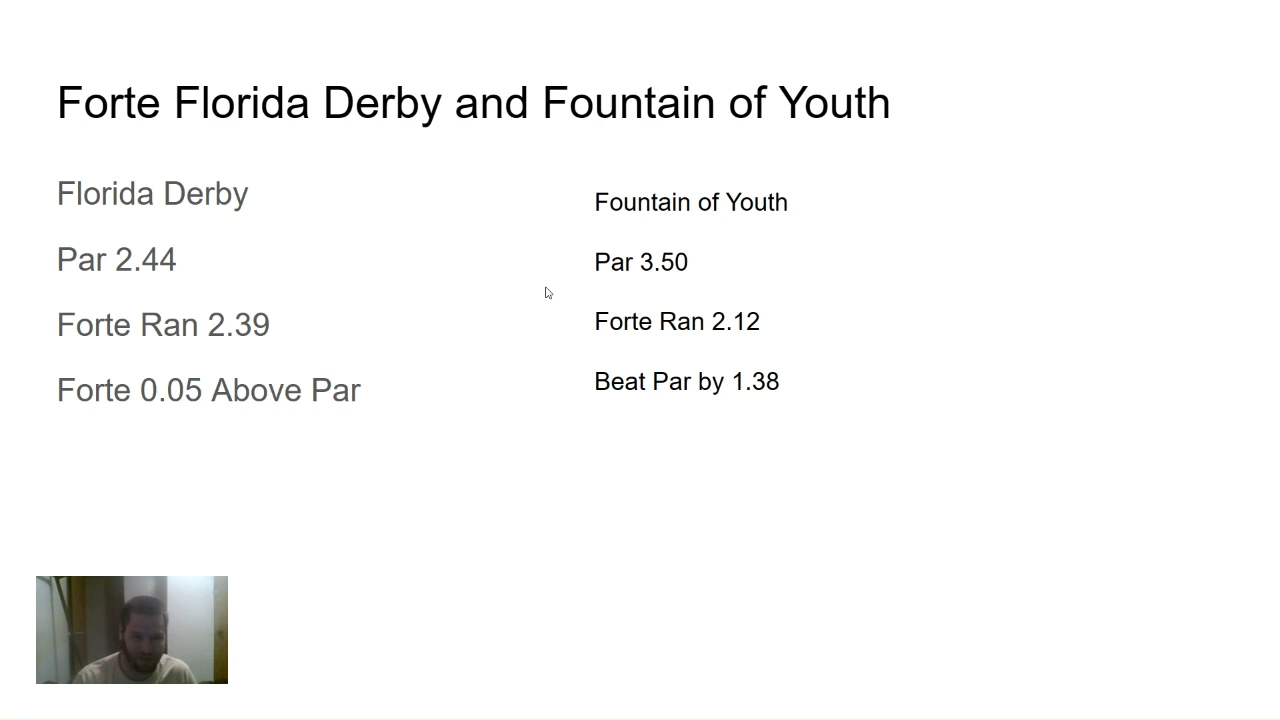 Forte Florida Derby and Fountain of Youth
Florida Derby
Par 2.44
Forte Ran 2.39
Forte 0.05 Above Par
Fountain of Youth
Par 3.50
Forte Ran 2.12
Beat Par by 1.38